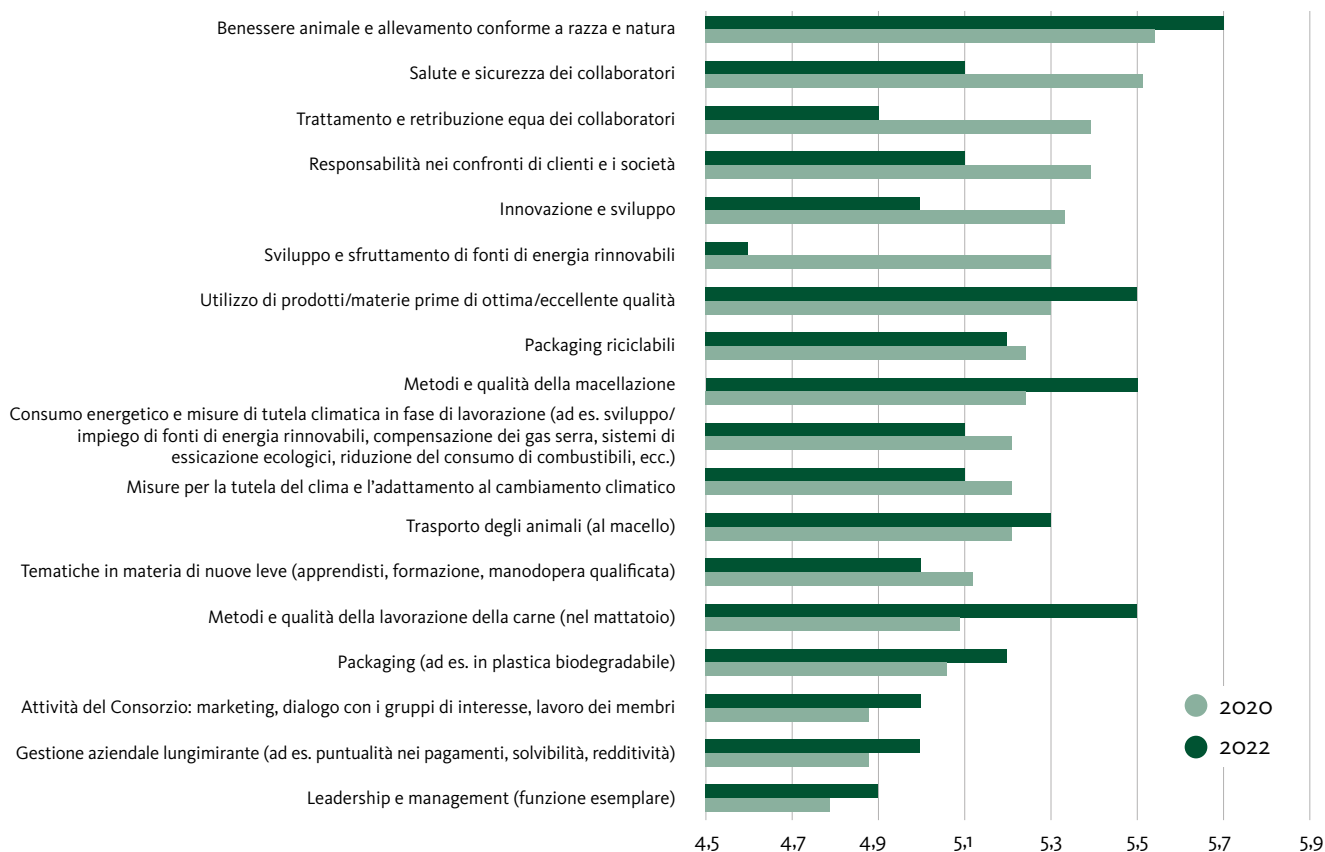 Benessere animale e allevamento conforme a razza e natura
Salute e sicurezza dei collaboratori
Trattamento e retribuzione equa dei collaboratori
Responsabilità nei confronti di clienti e i società
Innovazione e sviluppo
Sviluppo e sfruttamento di fonti di energia rinnovabili
Utilizzo di prodotti/materie prime di ottima/eccellente qualità
Packaging riciclabili
Metodi e qualità della macellazione
Consumo energetico e misure di tutela climatica in fase di lavorazione (ad es. sviluppo/
impiego di fonti di energia rinnovabili, compensazione dei gas serra, sistemi di
essicazione ecologici, riduzione del consumo di combustibili, ecc.)
Misure per la tutela del clima e l'adattamento al cambiamento climatico
Trasporto degli animali (al macello)
Tematiche in materia di nuove leve (apprendisti, formazione, manodopera qualificata)
Metodi e qualità della lavorazione della carne (nel mattatoio)
Packaging (ad es. in plastica biodegradabile)
Attività del Consorzio: marketing, dialogo con i gruppi di interesse, lavoro dei membri
Gestione aziendale lungimirante (ad es. puntualità nei pagamenti, solvibilità, redditività)
Leadership e management (funzione esemplare)
2020
2022
4,5 4,7 4,9 5,1 5,3 5,5 5,7 5,9